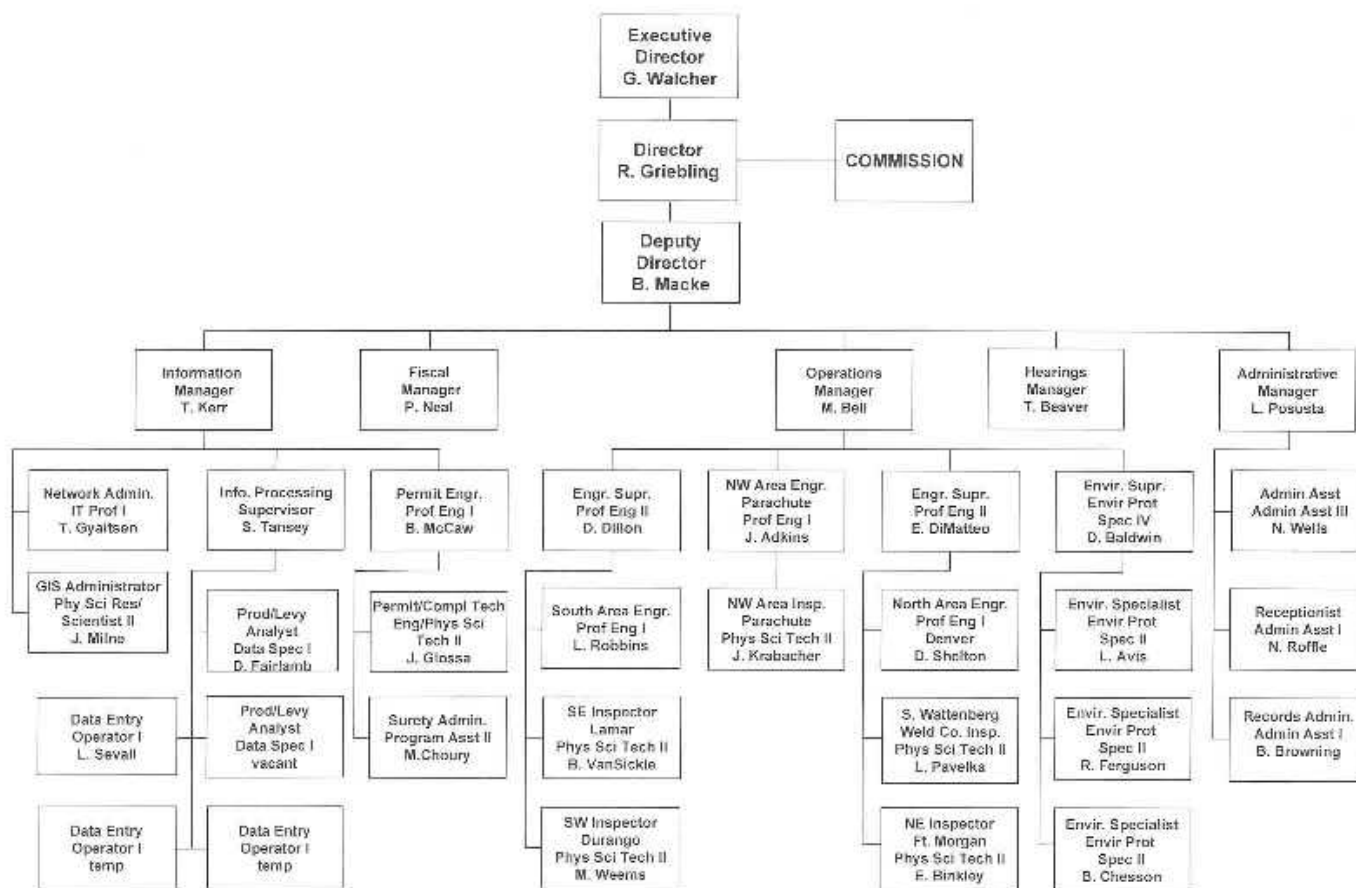 Executive
Director
G. Walcher
Director
R. Griebling
COMMISSION
Deputy
Director
B. Macke
Information
Manager
T. Kerr
Fiscal
Manager
P. Neal
Operations
Manager
M. Bell
Hearings
Manager
T. Beaver
Administrative
Manager
L. Pososta
Network Admin.
IT Prof I
T. Gyaltsen
Info. Processing
Supervisor
S. Tansey
Permit Engr.
Prof Eng I
B. McCaw
Engr. Supr.
Prof Eng II
D. Dillon
NW Area Engr.
Parachute
Prof Eng I
J. Adkins
Engr. Supr.
Prof Eng II
E. DiMatteo
Envir. Supr.
Envir Prot
Spec IV
D. Baldwin
Admin Asst
Admin Asst III
N. Wells
GIS Administrator
Phy Sci Res/
Scientist II
J. Milne
Prod/Levy
Analyst
Data Spec I
D. Fairlamb
Permit/Compl Tech
Eng/Phys Sci
Tech II
J. Glossa
South Area Engr.
Prof Eng I
L. Robbins
NW Area Insp.
Parachute
Phys Sci Tech II
J. Krabacher
North Area Engr.
Prof Eng I
Denver
D. Shelton
Envir. Specialist
Envir Prot
Spec II
L. Avis
Receptionist
Admin Asst I
N. Roffle
Data Entry
Operator I
L. Sevall
Prod/Levy
Analyst
Data Spec I
vacant
Surety Admin.
Program Asst II
M.Choury
SE Inspector
Lamar
Phys Sci Tech II
B. VanSickle
S. Wattenberg
Weld Co. Insp.
Phys Sci Tech II
L. Pavelka
Envir. Specialist
Envir Prot
Spec II
R. Ferguson
Records Admin.
Admin Asst I
B. Browning
Data Entry
Operator I
temp
Data Entry
Operator I
temp
SW Inspector
Durango
Phys Sci Tech II
M. Weems
NE Inspector
Ft. Morgan
Phys Sci Tech II
E. Binkley
Envir. Specialist
Envir Prot
Spec II
B. Chesson